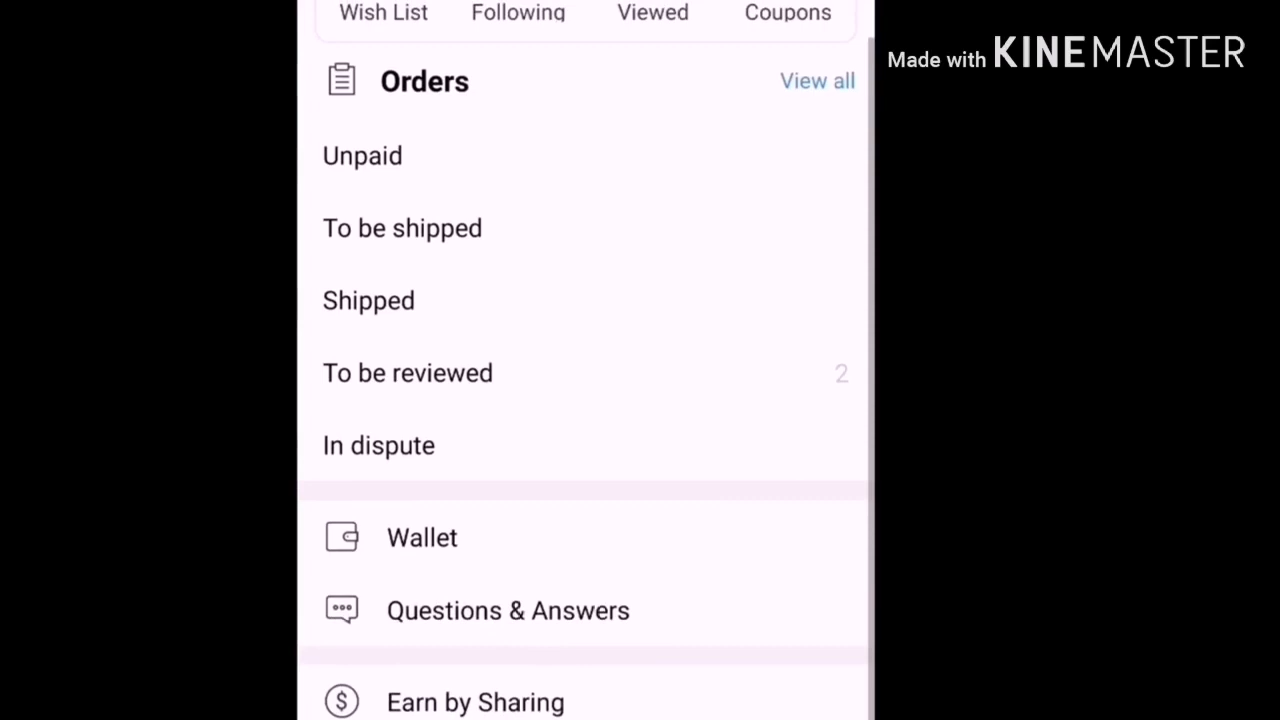 Wish List Following Viewed Coupons
Made with KINEMASTER
Orders View all
Unpaid
To be shipped
Shipped
To be reviewed 2
In dispute
Wallet
Questions & Answers
Earn by Sharing